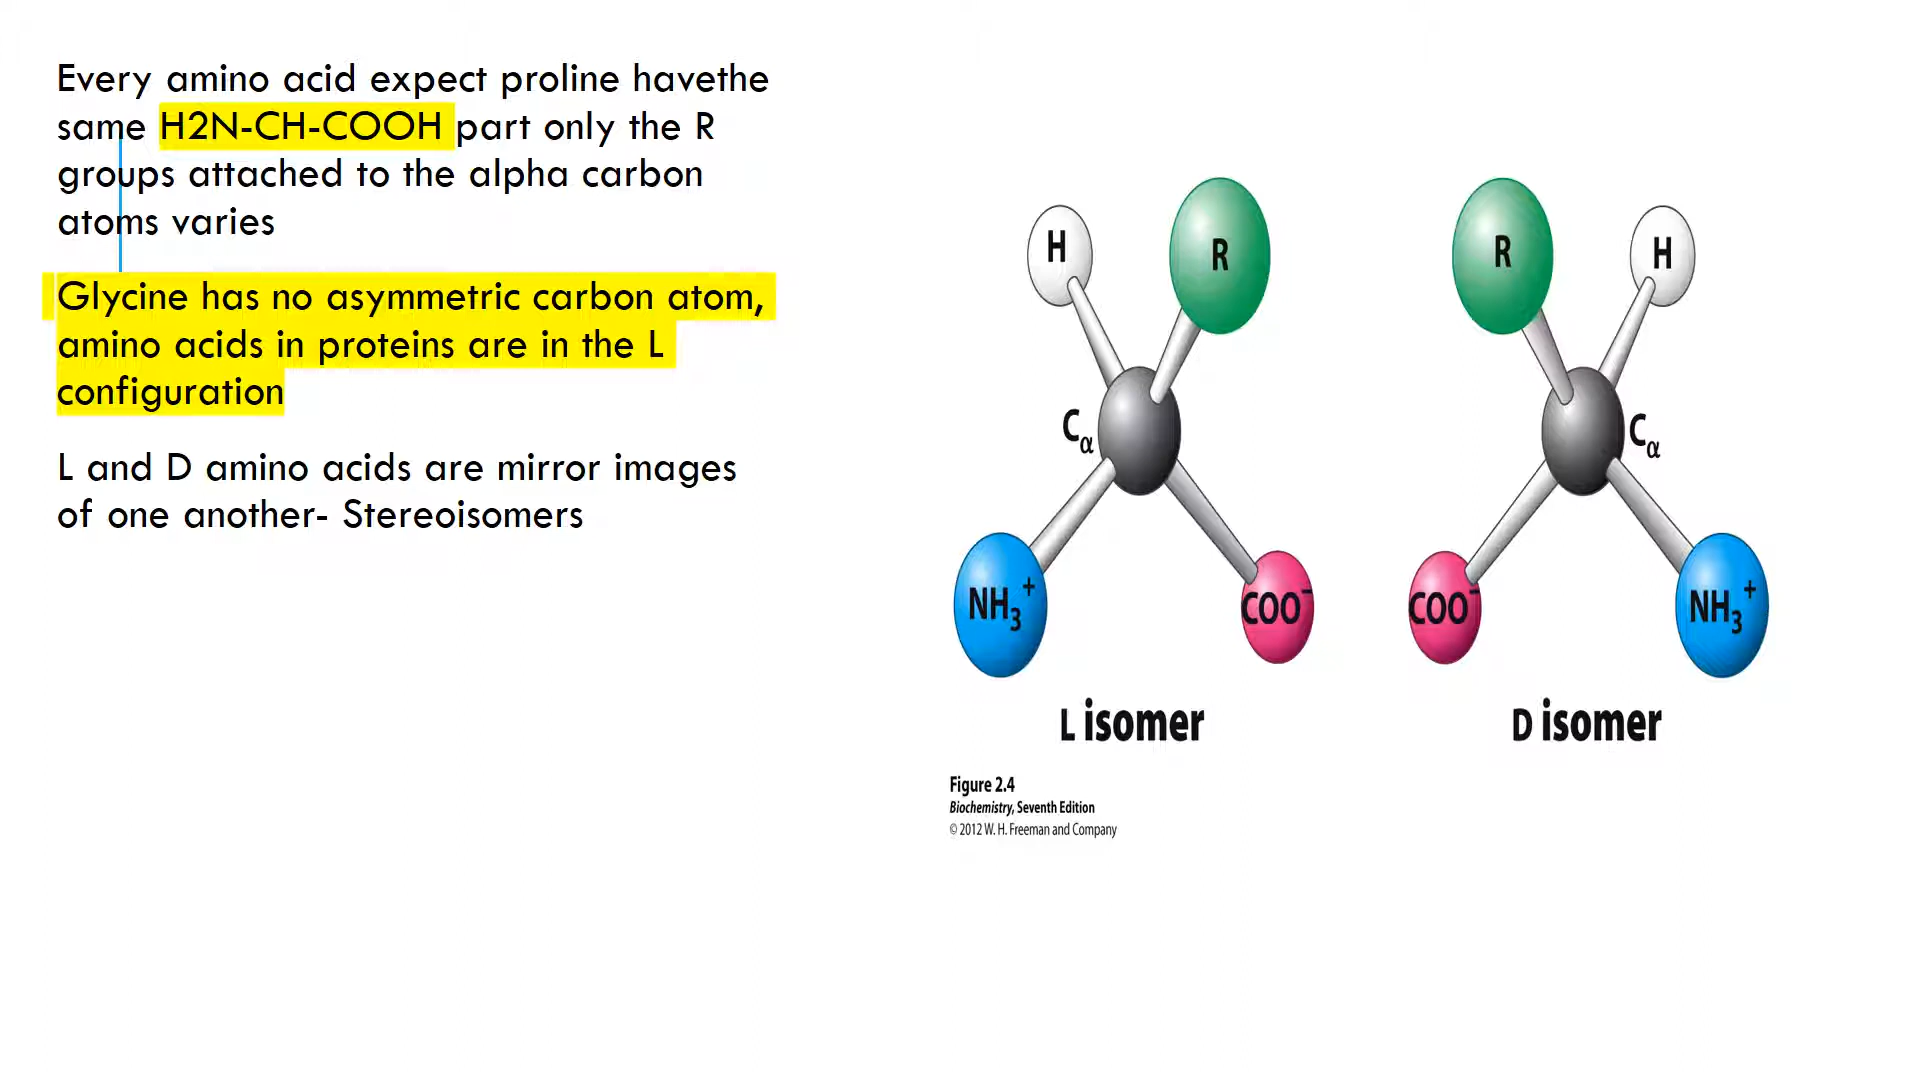 Every amino acid expect proline havethe
same H2N-CH-COOH part only the R
groups attached to the alpha carbon
atoms varies
Glycine has no asymmetric carbon atom,
amino acids in proteins are in the L
configuration
L and D amino acids are mirror images
of one another- Stereoisomers
H
R
Cα
NH3+
COO−
L isomer
R
H
Cα
COO−
NH3+
D isomer
Figure 2.4
Biochemistry, Seventh Edition
© 2012 W. H. Freeman and Company